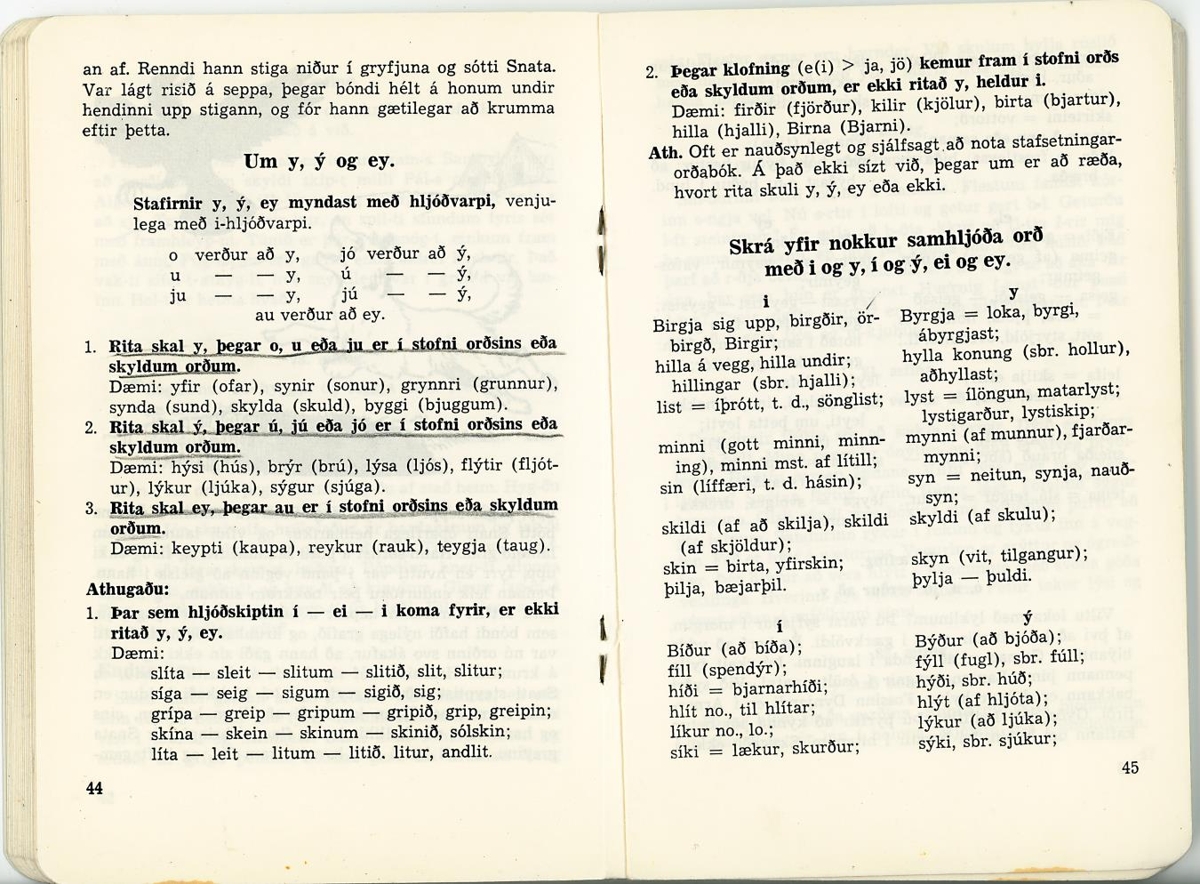 an af. Renndi hann stiga niður í gryfjuna og sótti Snata.
Var lágt risið á seppa, þegar bóndi hélt á honum undir
hendinni upp stigann, og fór hann gætilegar að krumma
eftir þetta.
Um y, ý og ey.
Stafirnir y, ý, ey myndast með hljóðvarpi, venju-
lega með i-hljóðvarpi.
o verður að y, jó verður að ý,
u — — y, ú — — ý,
ju — — y, jú — ý,
au verður að ey.
1. Rita skal y, þegar o, u eða ju er í stofni orðsins eða
skyldum orðum.
Dæmi: yfir (ofar), synir (sonur), grynnri (grunnur),
synda (sund), skylda (skuld), byggi (bjuggum).
2. Rita skal ý, þegar ú, jú eða jó er í stofni orðsins eða
skyldum orðum.
Dæmi: hýsi (hús), brýr (brú), lýsa (ljós), flýtir (fljót-
ur), lýkur (ljúka), sýgur (sjúga).
3. Rita skal ey, þegar au er í stofni orðsins eða skyldum
orðum.
Dæmi: keypti (kaupa), reykur (rauk), teygja (taug).
Athugaðu:
1. Þar sem hljóðskiptin í — ei — i koma fyrir, er ekki
ritað y, ý, ey.
Dæmi:
slíta — sleit — slitum — slitið, slit, slitur;
síga — seig — sigum — sigið, sig;
grípa — greip — gripum — gripið, grip, greipin;
skína — skein — skinum — skinið, sólskin;
líta — leit — litum — litið. litur, andlit.
44
2. Þegar klofning (e(i) > ja, jö) kemur fram í stofni orðs
eða skyldum orðum, er ekki ritað y, heldur i.
Dæmi: firðir (fjörður), kilir (kjölur), birta (bjartur),
hilla (hjalli), Birna (Bjarni).
Ath. Oft er nauðsynlegt og sjálfsagt að nota stafsetningar-
orðabók. Á það ekki sízt við, þegar um er að ræða,
hvort rita skuli y, ý, ey eða ekki.
Skrá yfir nokkur samhljóða orð
með i og y, í og ý, ei og ey.
i
Birgja sig upp, birgðir, ör-
birgð, Birgir;
hilla á vegg, hilla undir;
hillingar (sbr. hjalli);
list = íþrótt, t. d., sönglist;
minni (gott minni, minn-
ing), minni mst. af lítill;
sin (líffæri, t. d. hásin);
skildi (af að skilja), skildi
(af skjöldur);
skin = birta, yfirskin;
þilja, bæjarþil.
y
Byrgja = loka, byrgi,
ábyrgjast;
hylla konung (sbr. hollur),
aðhyllast;
lyst = ílöngun, matarlyst;
lystigarður, lystiskip;
mynni (af munnur), fjarðar-
mynni;
syn = neitun, synja, nauð-
syn;
skyldi (af skulu);
skyn (vit, tilgangur);
þylja — þuldi.
í
Bíður (að bíða);
fíll (spendýr);
híði = bjarnarhíði;
hlít no., til hlítar;
líkur no., lo.;
síki = lækur, skurður;
ý
Býður (að bjóða);
fýll (fugl), sbr. fúll;
hýði, sbr. húð;
hlýt (af hljóta);
lýkur (að ljúka);
sýki, sbr. sjúkur;
45